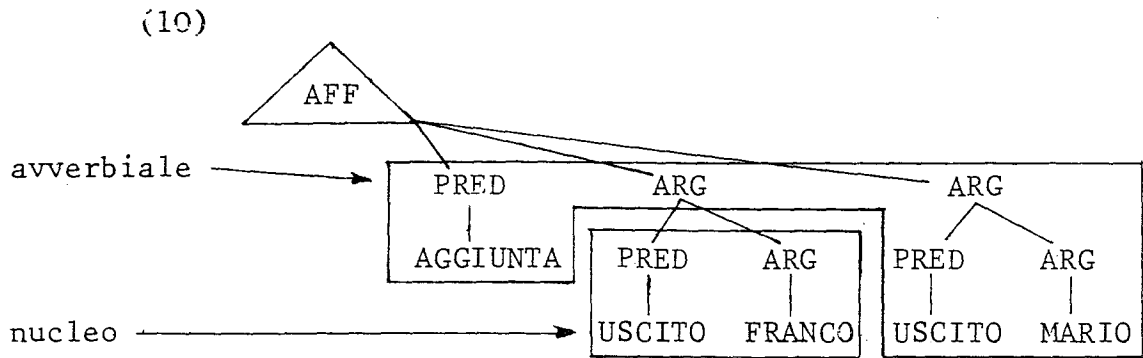 (10)
AFF
avverbiale
PRED ARG ARG
AGGIUNTA PRED ARG PRED ARG
nucleo USCITO FRANCO USCITO MARIO